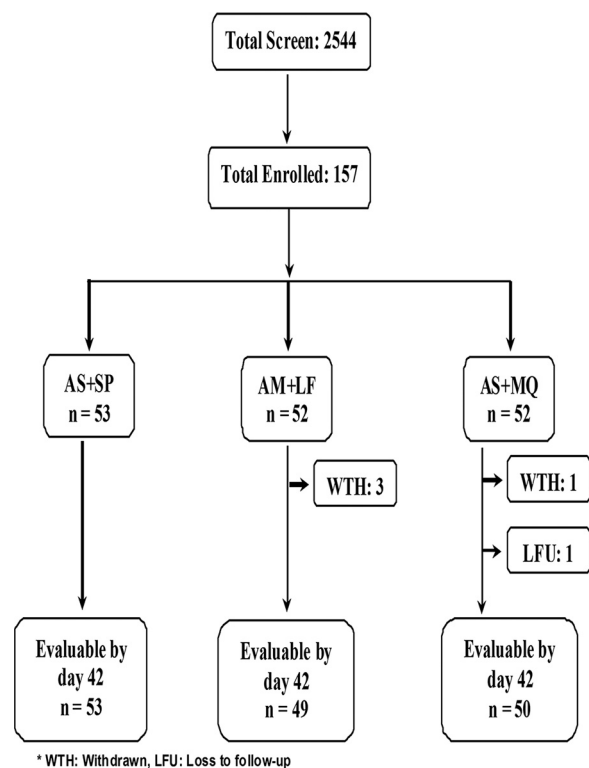 Total Screen: 2544
Total Enrolled: 157
AS+SP
n = 53
AM+LF
n = 52
AS+MQ
n = 52
WTH: 3
WTH: 1
LFU: 1
Evaluable by
day 42
n = 53
Evaluable by
day 42
n = 49
Evaluable by
day 42
n = 50
* WTH: Withdrawn, LFU: Loss to follow-up